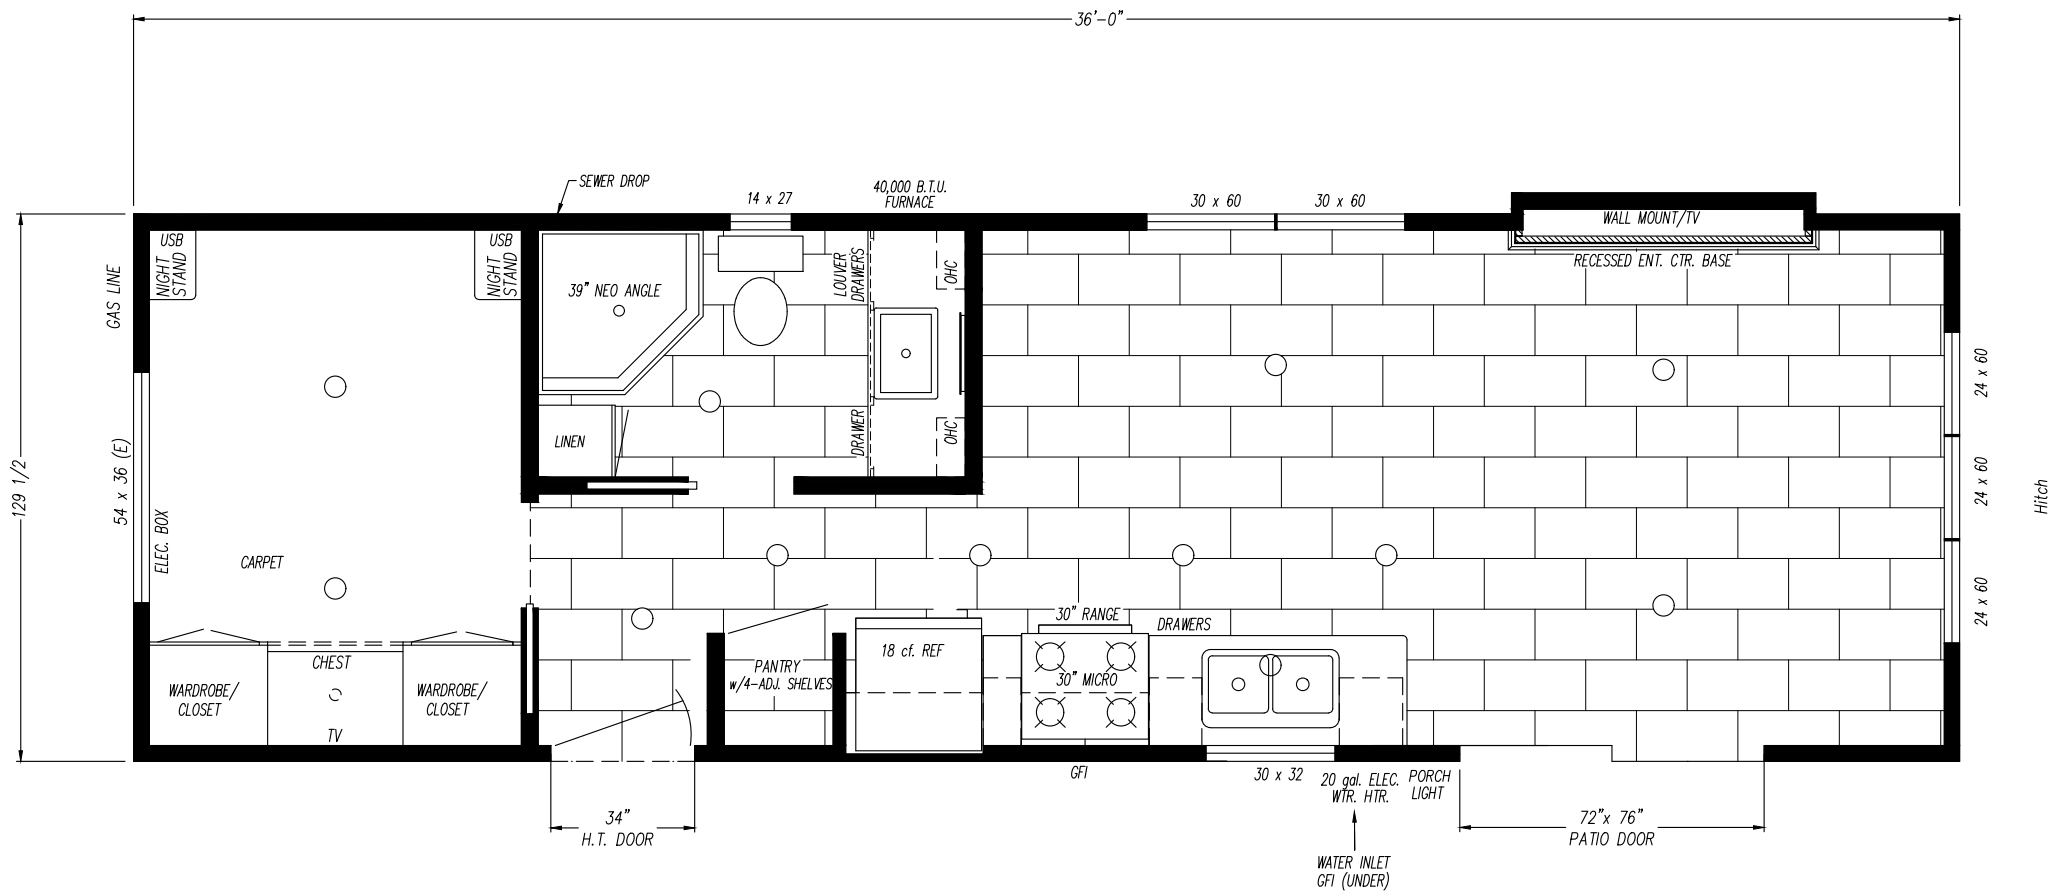 36'-0"
SEWER DROP
14 x 27
40,000 B.T.U.
FURNACE
30 x 60
30 x 60
WALL MOUNT/TV
RECESSED ENT. CTR. BASE
USB
NIGHT
STAND
USB
NIGHT
STAND
GAS LINE
39" NEO ANGLE
LOUVER
DRAWERS
OHC
24 x 60
129 1/2
54 x 36 (E)
ELEC. BOX
LINEN
DRAWER
OHC
24 x 60
Hitch
CARPET
24 x 60
30" RANGE
DRAWERS
18 cf. REF
PANTRY
w/4-ADJ. SHELVES
30" MICRO
CHEST
WARDROBE/
CLOSET
WARDROBE/
CLOSET
TV
GFI
30 x 32
20 gal. ELEC.
WTR. HTR.
PORCH
LIGHT
34"
H.T. DOOR
72"x 76"
PATIO DOOR
WATER INLET
GFI (UNDER)